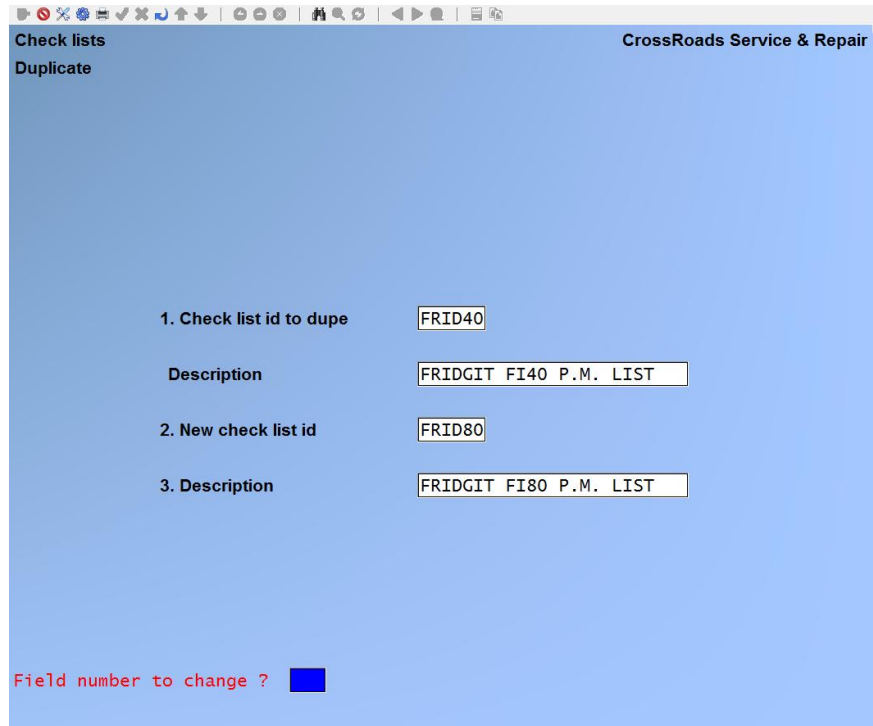 Check lists
CrossRoads Service & Repair
Duplicate
1. Check list id to dupe FRID40
Description FRIDGIT FI40 P.M. LIST
2. New check list id FRID80
3. Description FRIDGIT FI80 P.M. LIST
Field number to change ?